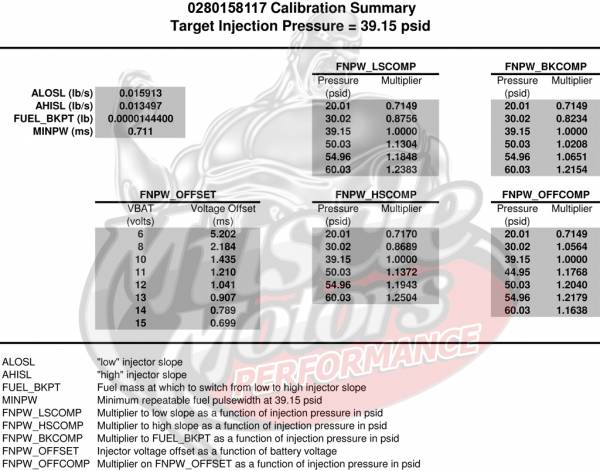 0280158117 Calibration Summary
Target Injection Pressure = 39.15 psid
ALOSL (lb/s) 0.015913
AHISL (lb/s) 0.013497
FUEL_BKPT (lb) 0.0000144400
MINPW (ms) 0.711
FNPW_LSCOMP
Pressure Multiplier
(psid)
20.01 0.7149
30.02 0.8756
39.15 1.0000
50.03 1.1304
54.96 1.1848
60.03 1.2383
FNPW_BKCOMP
Pressure Multiplier
(psid)
20.01 0.7149
30.02 0.8234
39.15 1.0000
50.03 1.0208
54.96 1.0651
60.03 1.2154
FNPW_OFFSET
VBAT Voltage Offset
(volts) (ms)
6 5.202
8 2.184
10 1.435
11 1.210
12 1.041
13 0.907
14 0.789
15 0.699
FNPW_HSCOMP
Pressure Multiplier
(psid)
20.01 0.7170
30.02 0.8689
39.15 1.0000
50.03 1.1372
54.96 1.1943
60.03 1.2504
FNPW_OFFCOMP
Pressure Multiplier
(psid)
20.01 0.7149
30.02 1.0564
39.15 1.0000
44.95 1.1768
50.03 1.2040
54.96 1.2179
60.03 1.1638
Muscle
Motors
PERFORMANCE
ALOSL "low" injector slope
AHISL "high" injector slope
FUEL_BKPT Fuel mass at which to switch from low to high injector slope
MINPW Minimum repeatable fuel pulsewidth at 39.15 psid
FNPW_LSCOMP Multiplier to low slope as a function of injection pressure in psid
FNPW_HSCOMP Multiplier to high slope as a function of injection pressure in psid
FNPW_BKCOMP Multiplier to FUEL_BKPT as a function of injection pressure in psid
FNPW_OFFSET Injector voltage offset as a function of battery voltage
FNPW_OFFCOMP Multiplier on FNPW_OFFSET as a function of injection pressure in psid